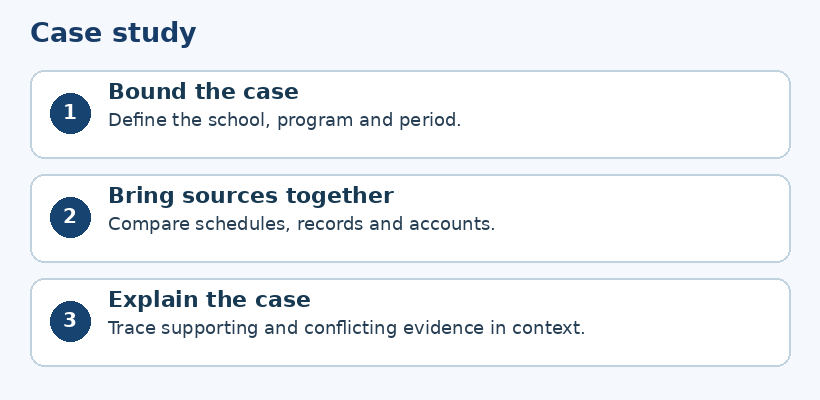 Case study
1
Bound the case
Define the school, program and period.
2
Bring sources together
Compare schedules, records and accounts.
3
Explain the case
Trace supporting and conflicting evidence in context.